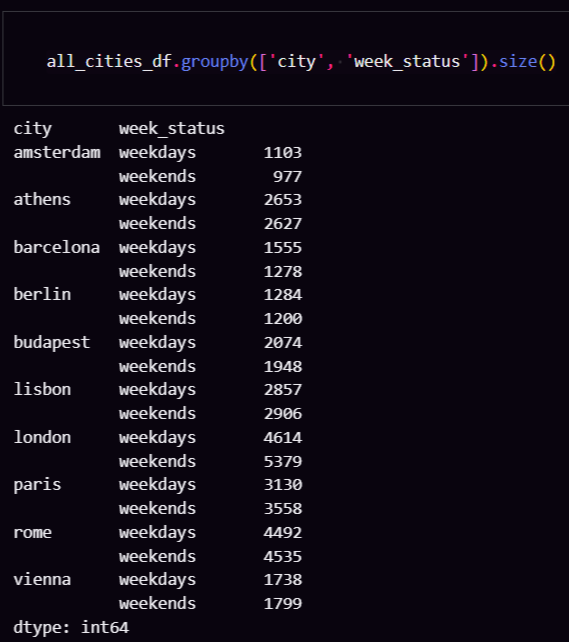 all_cities_df.groupby(['city', 'week_status']).size()
city       week_status
amsterdam  weekdays       1103
           weekends        977
athens     weekdays       2653
           weekends       2627
barcelona  weekdays       1555
           weekends       1278
berlin     weekdays       1284
           weekends       1200
budapest   weekdays       2074
           weekends       1948
lisbon     weekdays       2857
           weekends       2906
london     weekdays       4614
           weekends       5379
paris      weekdays       3130
           weekends       3558
rome       weekdays       4492
           weekends       4535
vienna     weekdays       1738
           weekends       1799
dtype: int64